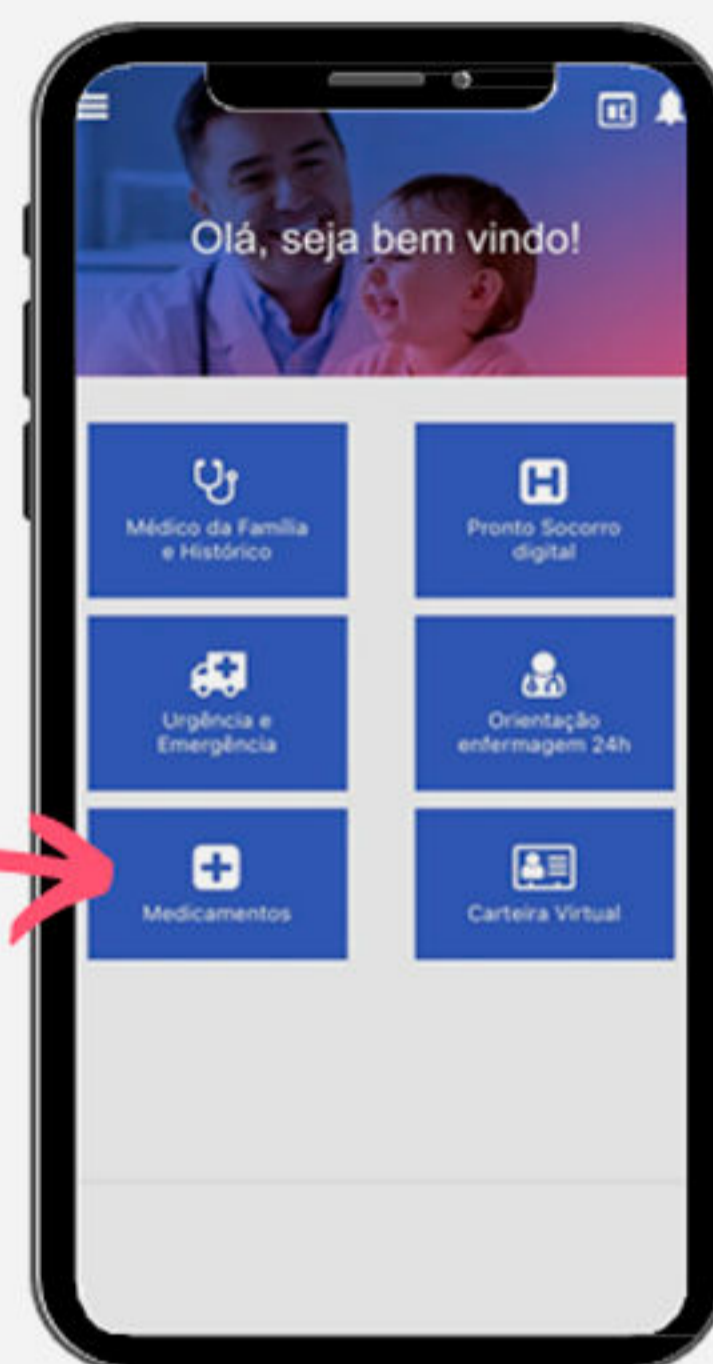 Olá, seja bem vindo!
Médico da Família
e Histórico
Pronto Socorro
digital
Urgência e
Emergência
Orientação
enfermagem 24h
Medicamentos
Carteira Virtual